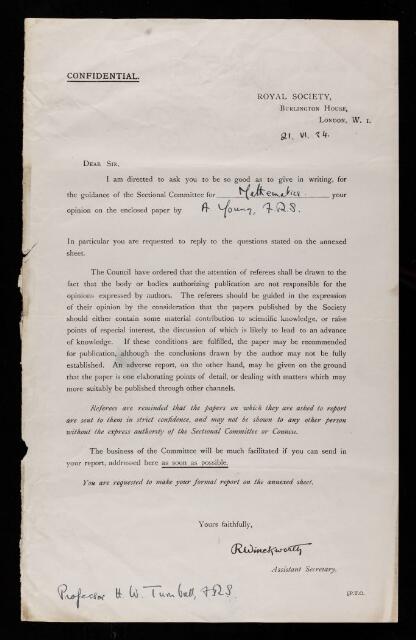 CONFIDENTIAL.
ROYAL SOCIETY,
BURLINGTON HOUSE,
LONDON, W. 1.
21. VI. 34.
DEAR SIR,
I am directed to ask you to be so good as to give in writing, for
the guidance of the Sectional Committee for Mathematics your
opinion on the enclosed paper by A Young, F.R.S.
In particular you are requested to reply to the questions stated on the annexed
sheet.
The Council have ordered that the attention of referees shall be drawn to the
fact that the body or bodies authorizing publication are not responsible for the
opinions expressed by authors. The referees should be guided in the expression
of their opinion by the consideration that the papers published by the Society
should either contain some material contribution to scientific knowledge, or raise
points of especial interest, the discussion of which is likely to lead to an advance
of knowledge. If these conditions are fulfilled, the paper may be recommended
for publication, although the conclusions drawn by the author may not be fully
established. An adverse report, on the other hand, may be given on the ground
that the paper is one elaborating points of detail, or dealing with matters which may
more suitably be published through other channels.
Referees are reminded that the papers on which they are asked to report
are sent to them in strict confidence, and may not be shown to any other person
without the express authority of the Sectional Committee or Council.
The business of the Committee will be much facilitated if you can send in
your report, addressed here as soon as possible.
You are requested to make your formal report on the annexed sheet.
Yours faithfully,
RWinckworth
Assistant Secretary.
Professor H. W. Turnbull, F.R.S.
[P.T.O.